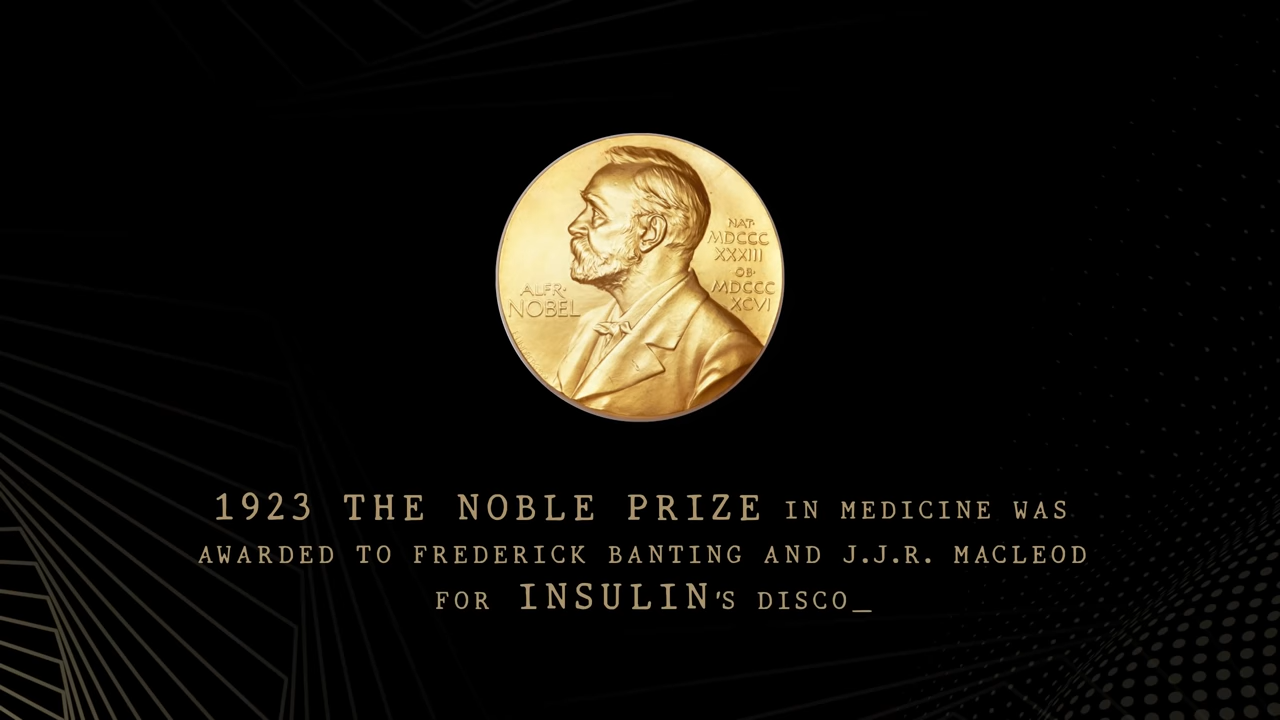 ALFR·
NOBEL
NAT·
MDCCC
XXXIII
OB·
MDCCC
XCVI
1923 THE NOBLE PRIZE IN MEDICINE WAS
AWARDED TO FREDERICK BANTING AND J.J.R. MACLEOD
FOR INSULIN'S DISCO_